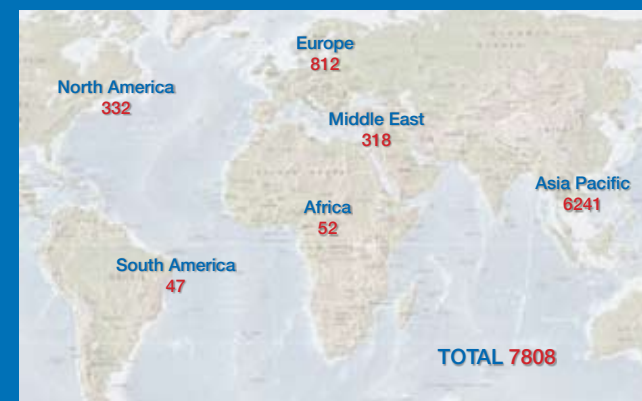 Europe
812
North America
332
Middle East
318
Asia Pacific
6241
Africa
52
South America
47
TOTAL 7808